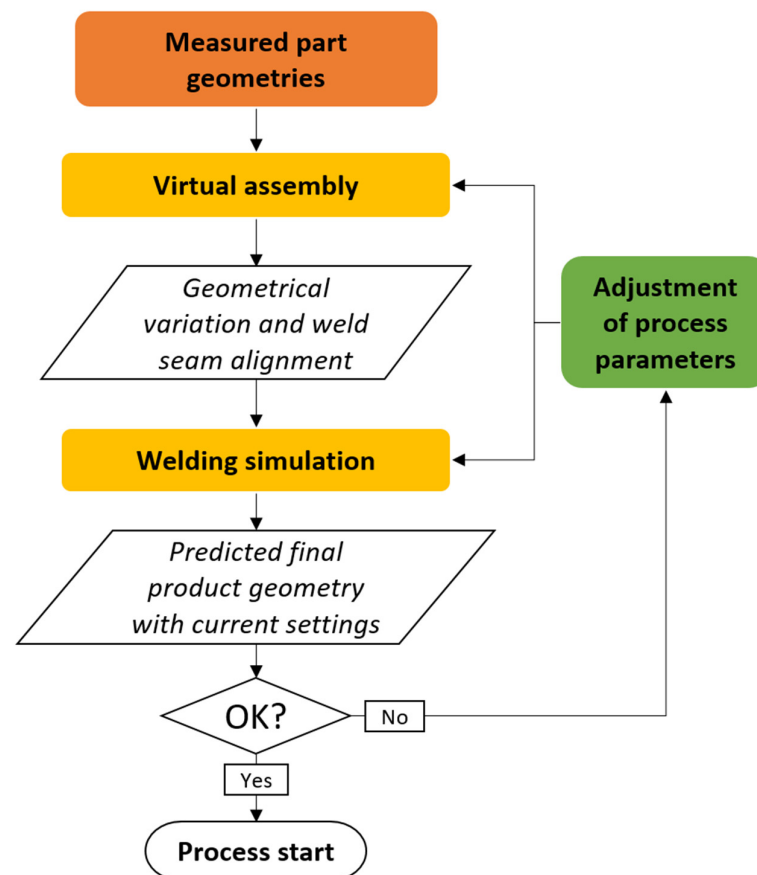 Measured part
geometries
Virtual assembly
Geometrical
variation and weld
seam alignment
Adjustment
of process
parameters
Welding simulation
Predicted final
product geometry
with current settings
OK?
No
Yes
Process start